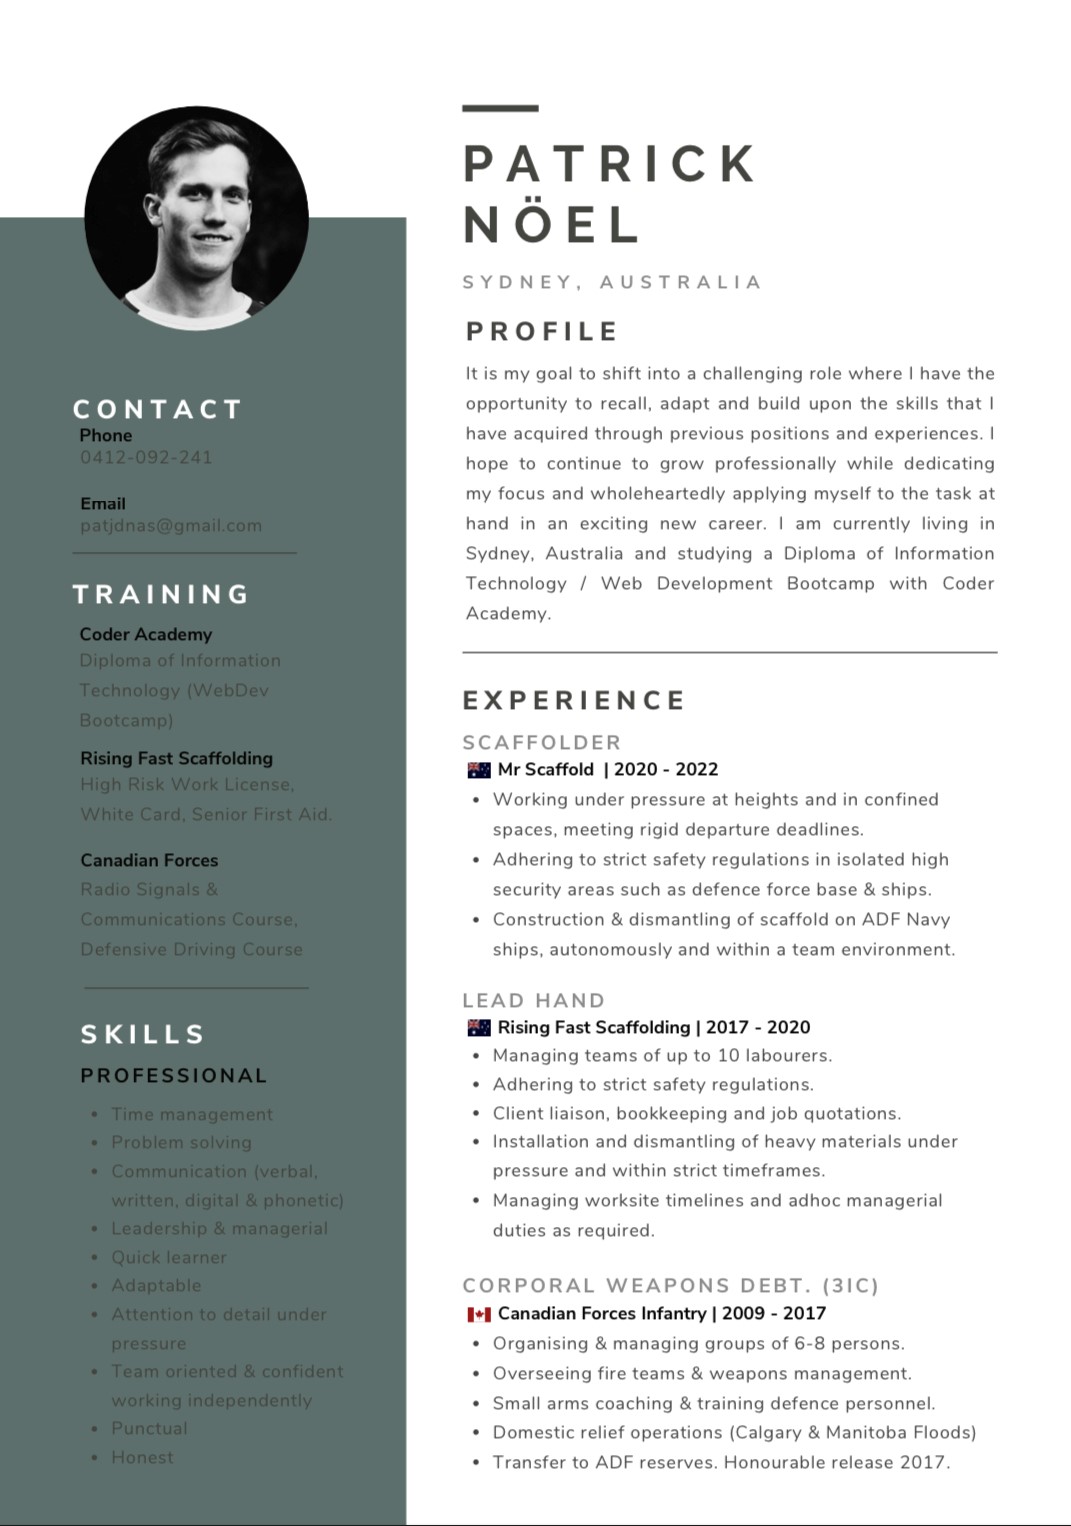 PATRICK
NÖEL
SYDNEY, AUSTRALIA
PROFILE
It is my goal to shift into a challenging role where I have the
opportunity to recall, adapt and build upon the skills that I
have acquired through previous positions and experiences. I
hope to continue to grow professionally while dedicating
my focus and wholeheartedly applying myself to the task at
hand in an exciting new career. I am currently living in
Sydney, Australia and studying a Diploma of Information
Technology / Web Development Bootcamp with Coder
Academy.
CONTACT
Phone
0412-092-241
Email
patjdnas@gmail.com
TRAINING
Coder Academy
Diploma of Information
Technology (WebDev
Bootcamp)
Rising Fast Scaffolding
High Risk Work License,
White Card, Senior First Aid.
Canadian Forces
Radio Signals &
Communications Course,
Defensive Driving Course
SKILLS
PROFESSIONAL
• Time management
• Problem solving
• Communication (verbal,
written, digital & phonetic)
• Leadership & managerial
• Quick learner
• Adaptable
• Attention to detail under
pressure
• Team oriented & confident
working independently
• Punctual
• Honest
EXPERIENCE
SCAFFOLDER
Mr Scaffold | 2020 - 2022
• Working under pressure at heights and in confined
spaces, meeting rigid departure deadlines.
• Adhering to strict safety regulations in isolated high
security areas such as defence force base & ships.
• Construction & dismantling of scaffold on ADF Navy
ships, autonomously and within a team environment.
LEAD HAND
Rising Fast Scaffolding | 2017 - 2020
• Managing teams of up to 10 labourers.
• Adhering to strict safety regulations.
• Client liaison, bookkeeping and job quotations.
• Installation and dismantling of heavy materials under
pressure and within strict timeframes.
• Managing worksite timelines and adhoc managerial
duties as required.
CORPORAL WEAPONS DEBT. (3IC)
Canadian Forces Infantry | 2009 - 2017
• Organising & managing groups of 6-8 persons.
• Overseeing fire teams & weapons management.
• Small arms coaching & training defence personnel.
• Domestic relief operations (Calgary & Manitoba Floods)
• Transfer to ADF reserves. Honourable release 2017.